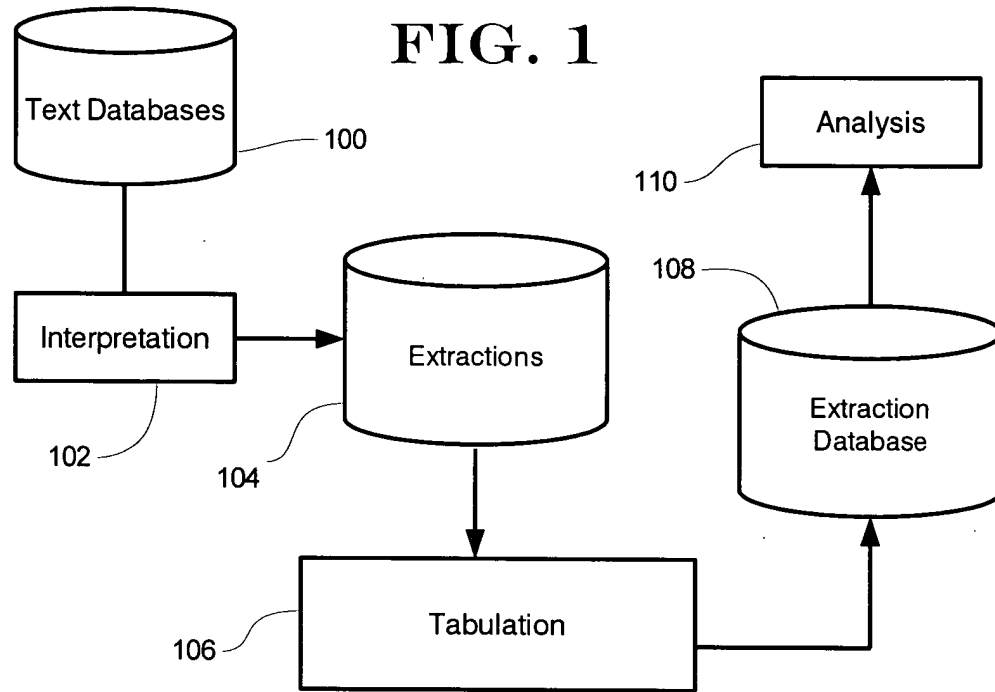 FIG. 1
Text Databases
100
Interpretation
102
Extractions
104
Tabulation
106
Extraction
Database
108
Analysis
110